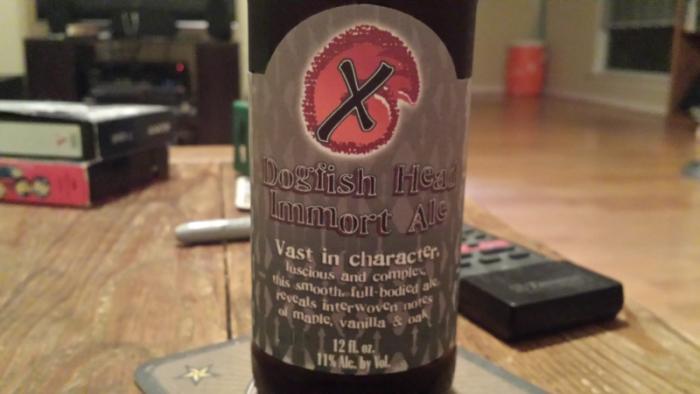 X
Dogfish Head
Immort Ale
Vast in character,
luscious and complex,
this smooth, full-bodied ale
reveals interwoven notes
of maple, vanilla & oak
12 fl. oz.
11% Alc. by Vol.